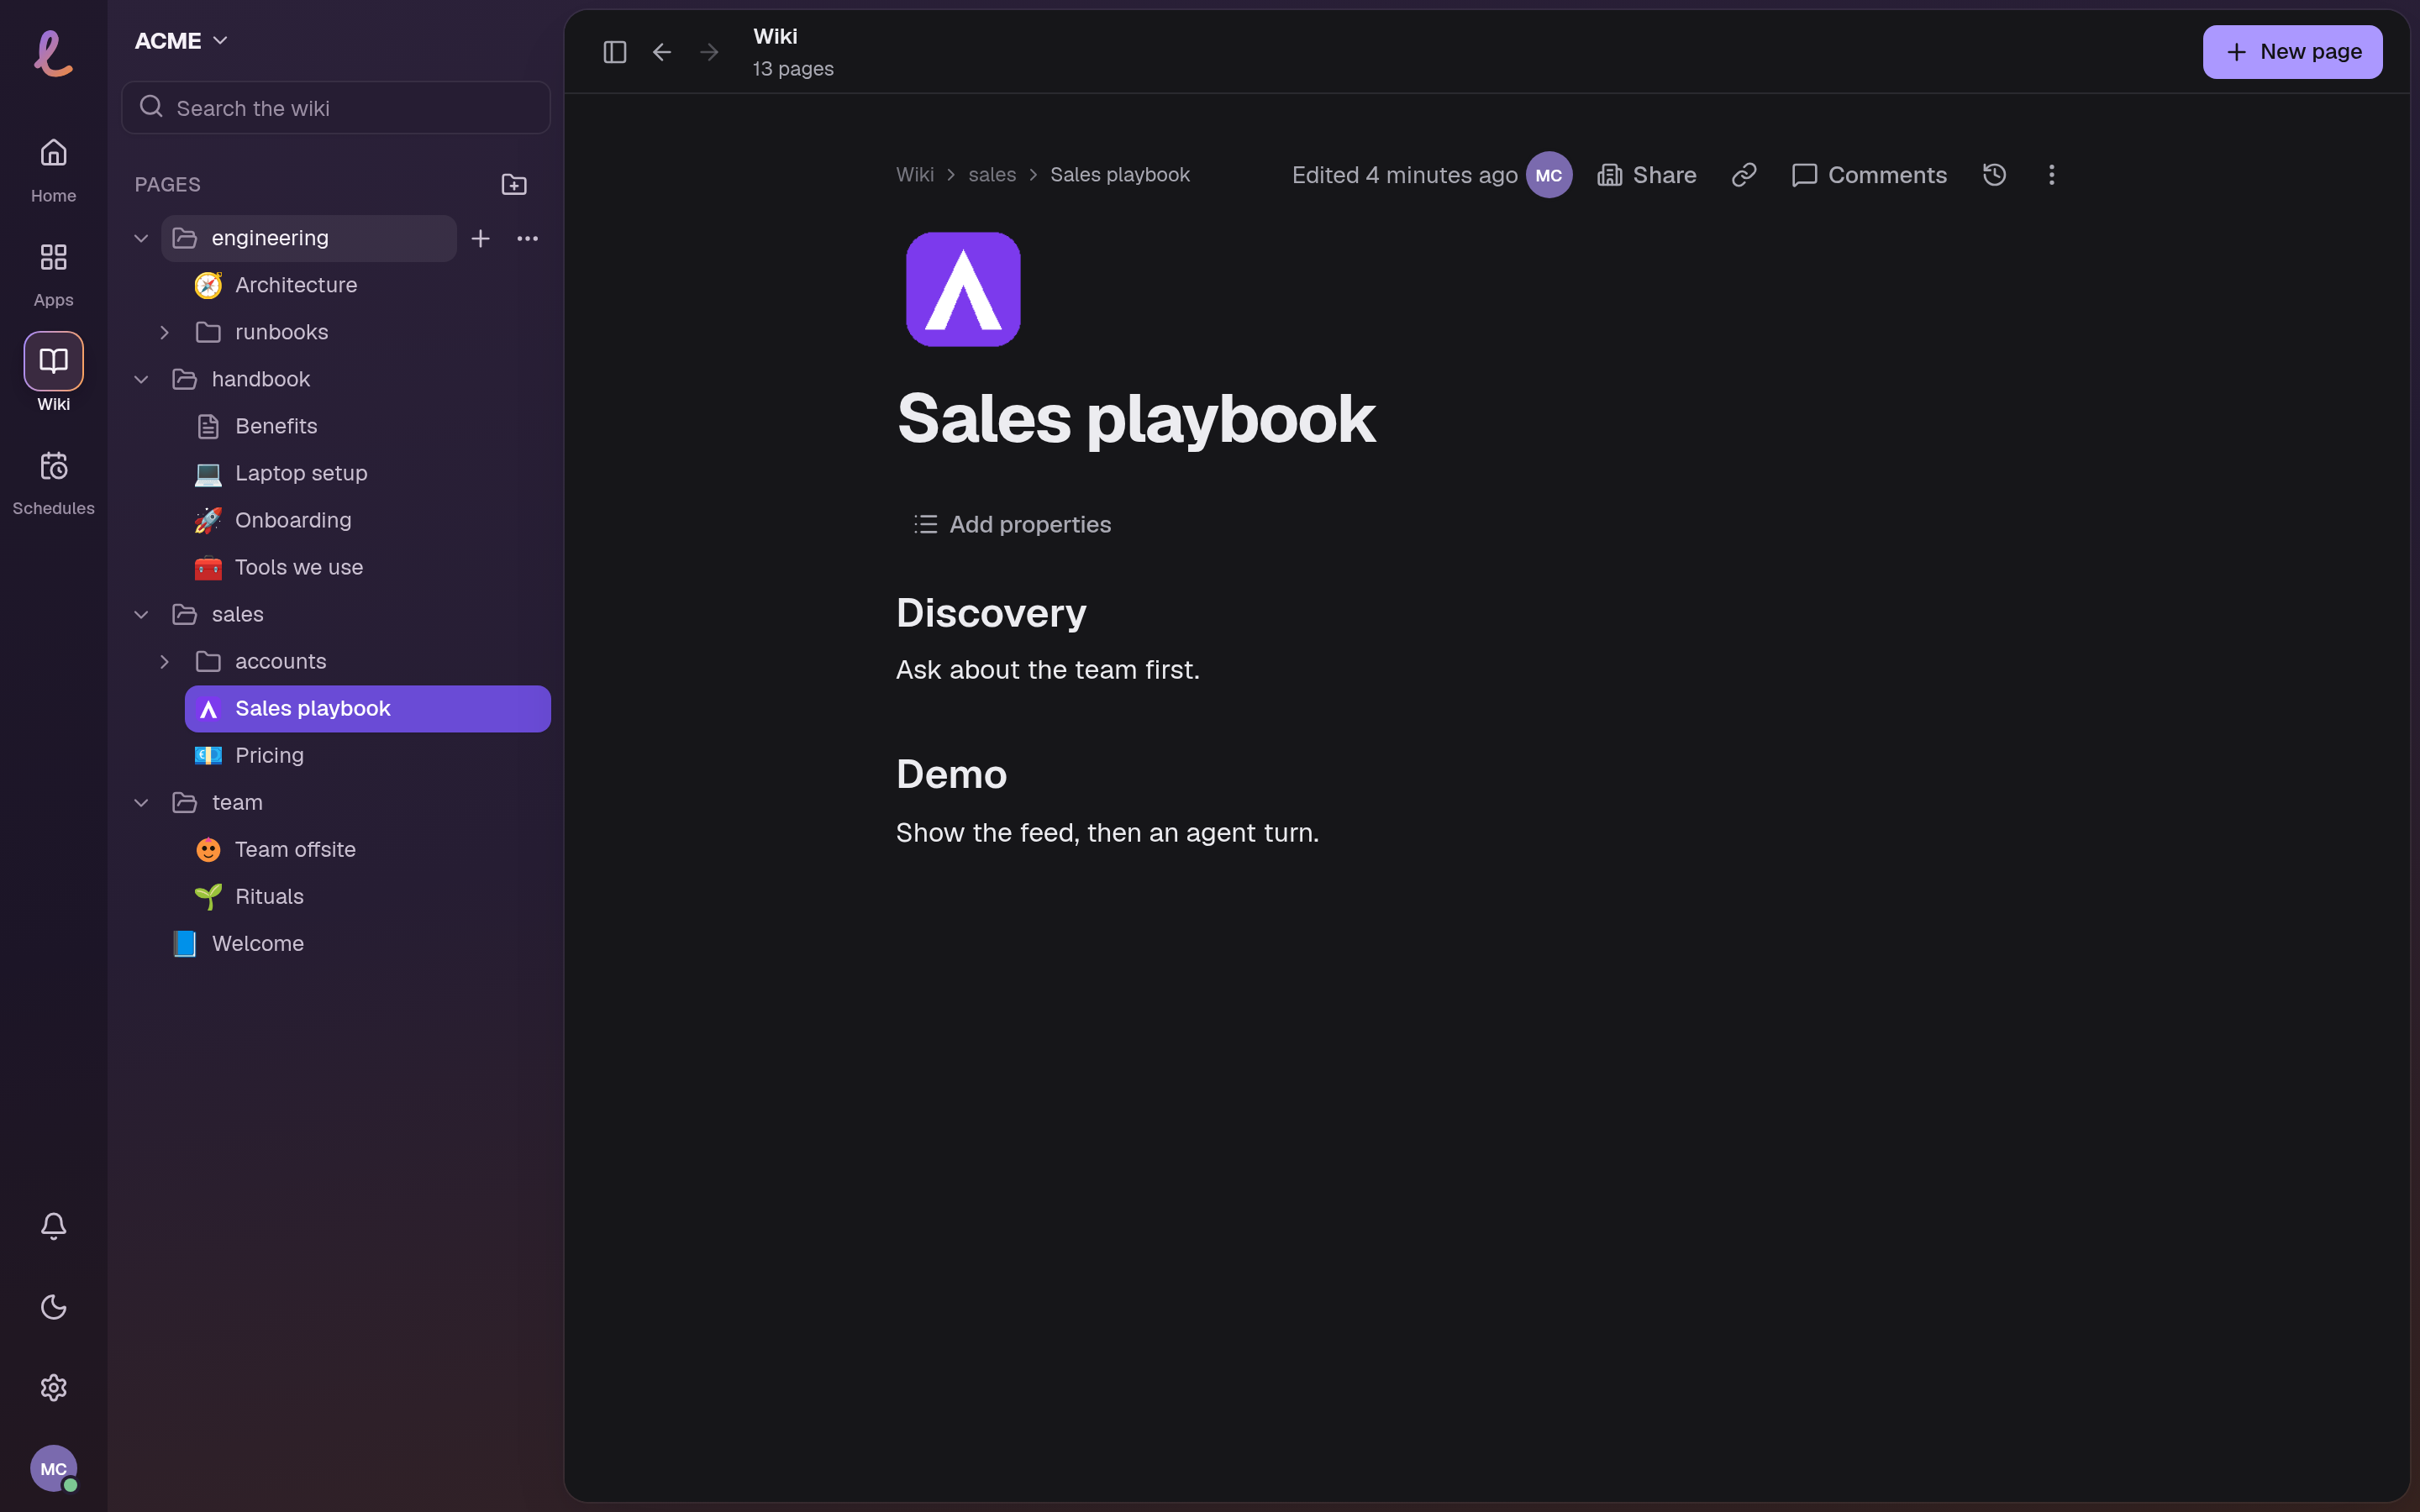 ACME
Search the wiki
PAGES
engineering
Architecture
runbooks
handbook
Benefits
Laptop setup
Onboarding
Tools we use
sales
accounts
Sales playbook
Pricing
team
Team offsite
Rituals
Welcome
Home
Apps
Wiki
Schedules
MC
Wiki
13 pages
New page
Wiki > sales > Sales playbook
Edited 4 minutes ago MC Share Comments
Sales playbook
Add properties
Discovery
Ask about the team first.
Demo
Show the feed, then an agent turn.